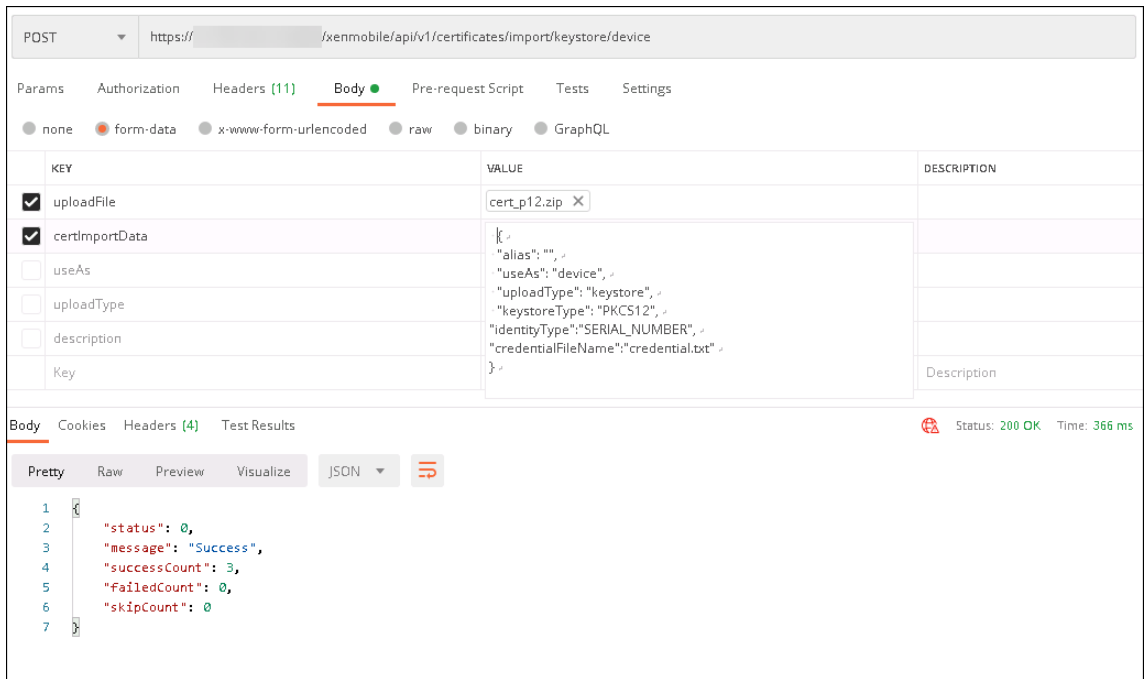 POST https:// /xenmobile/api/v1/certificates/import/keystore/device
Params Authorization Headers (11) Body Pre-request Script Tests Settings
none form-data x-www-form-urlencoded raw binary GraphQL
KEY VALUE DESCRIPTION
uploadFile cert_p12.zip
certImportData
{
"alias": "",
"useAs": "device",
"uploadType": "keystore",
"keystoreType": "PKCS12",
"identityType":"SERIAL_NUMBER",
"credentialFileName":"credential.txt"
}
useAs
uploadType
description
Key Description
Body Cookies Headers (4) Test Results Status: 200 OK Time: 366 ms
Pretty Raw Preview Visualize JSON
1 {
2 "status": 0,
3 "message": "Success",
4 "successCount": 3,
5 "failedCount": 0,
6 "skipCount": 0
7 }